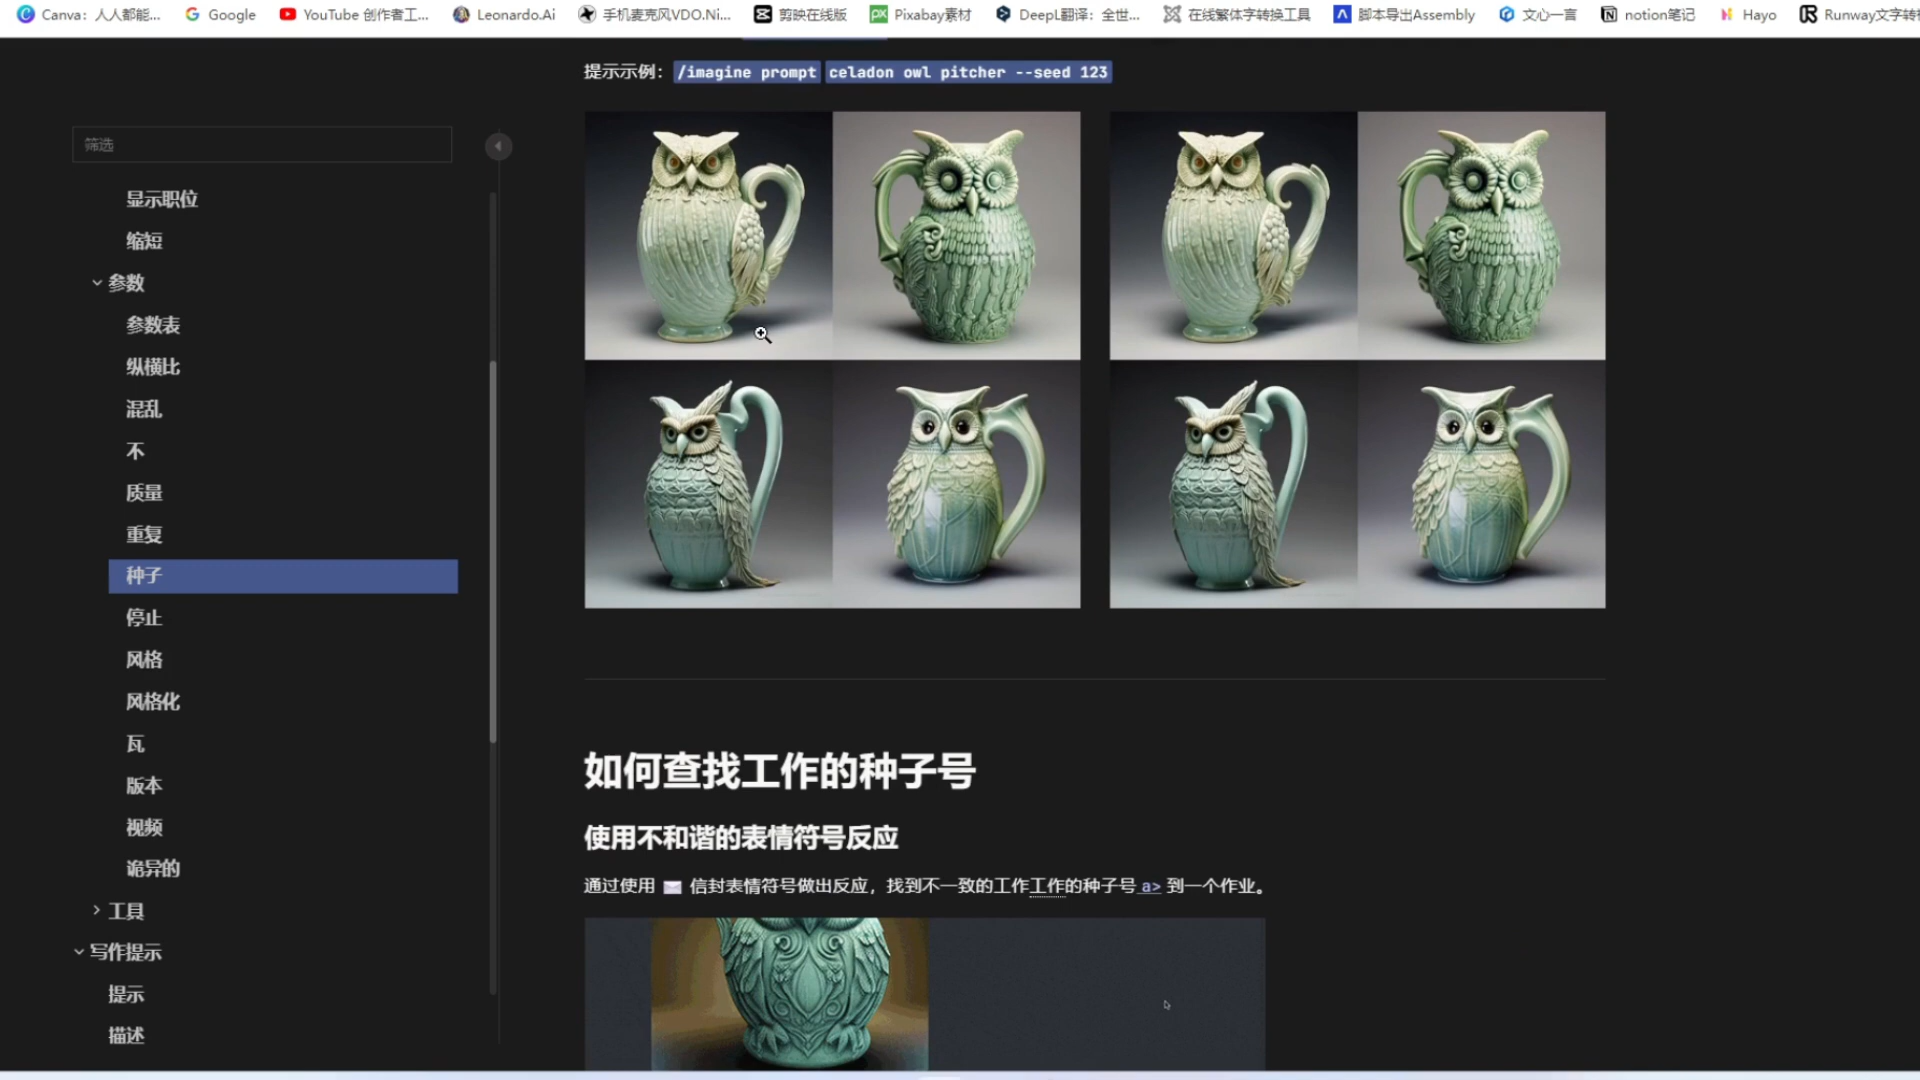 Canva：人人都能...
Google
YouTube 创作者工...
Leonardo.Ai
手机麦克风VDO.Ni...
剪映在线版
Pixabay素材
DeepL翻译：全世...
在线繁体字转换工具
脚本导出Assembly
文心一言
notion笔记
Hayo
Runway文字转
提示示例： /imagine prompt celadon owl pitcher --seed 123
筛选
显示职位
缩短
参数
参数表
纵横比
混乱
不
质量
重复
种子
停止
风格
风格化
瓦
版本
视频
诡异的
工具
写作提示
提示
描述
如何查找工作的种子号
使用不和谐的表情符号反应
通过使用 ✉ 信封表情符号做出反应，找到不一致的工作工作的种子号 a> 到一个作业。